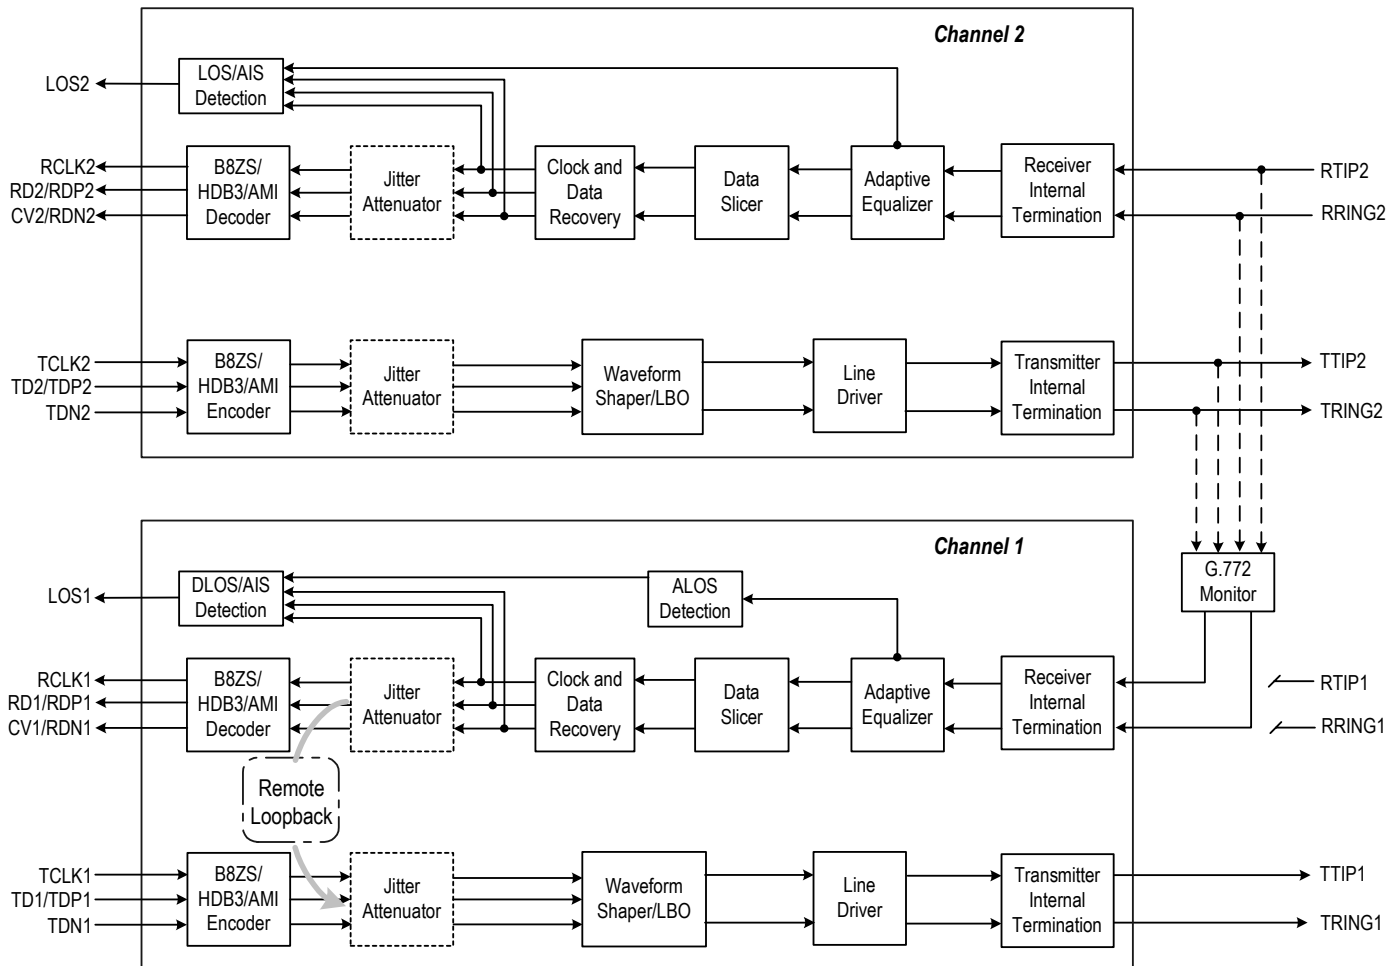 Channel 2
LOS2
LOS/AIS
Detection
RCLK2
RD2/RDP2
CV2/RDN2
B8ZS/
HDB3/AMI
Decoder
Jitter
Attenuator
Clock and
Data
Recovery
Data
Slicer
Adaptive
Equalizer
Receiver
Internal
Termination
RTIP2
RRING2
TCLK2
TD2/TDP2
TDN2
B8ZS/
HDB3/AMI
Encoder
Jitter
Attenuator
Waveform
Shaper/LBO
Line
Driver
Transmitter
Internal
Termination
TTIP2
TRING2
Channel 1
G.772
Monitor
LOS1
DLOS/AIS
Detection
ALOS
Detection
RCLK1
RD1/RDP1
CV1/RDN1
B8ZS/
HDB3/AMI
Decoder
Jitter
Attenuator
Clock and
Data
Recovery
Data
Slicer
Adaptive
Equalizer
Receiver
Internal
Termination
RTIP1
RRING1
Remote
Loopback
TCLK1
TD1/TDP1
TDN1
B8ZS/
HDB3/AMI
Encoder
Jitter
Attenuator
Waveform
Shaper/LBO
Line
Driver
Transmitter
Internal
Termination
TTIP1
TRING1